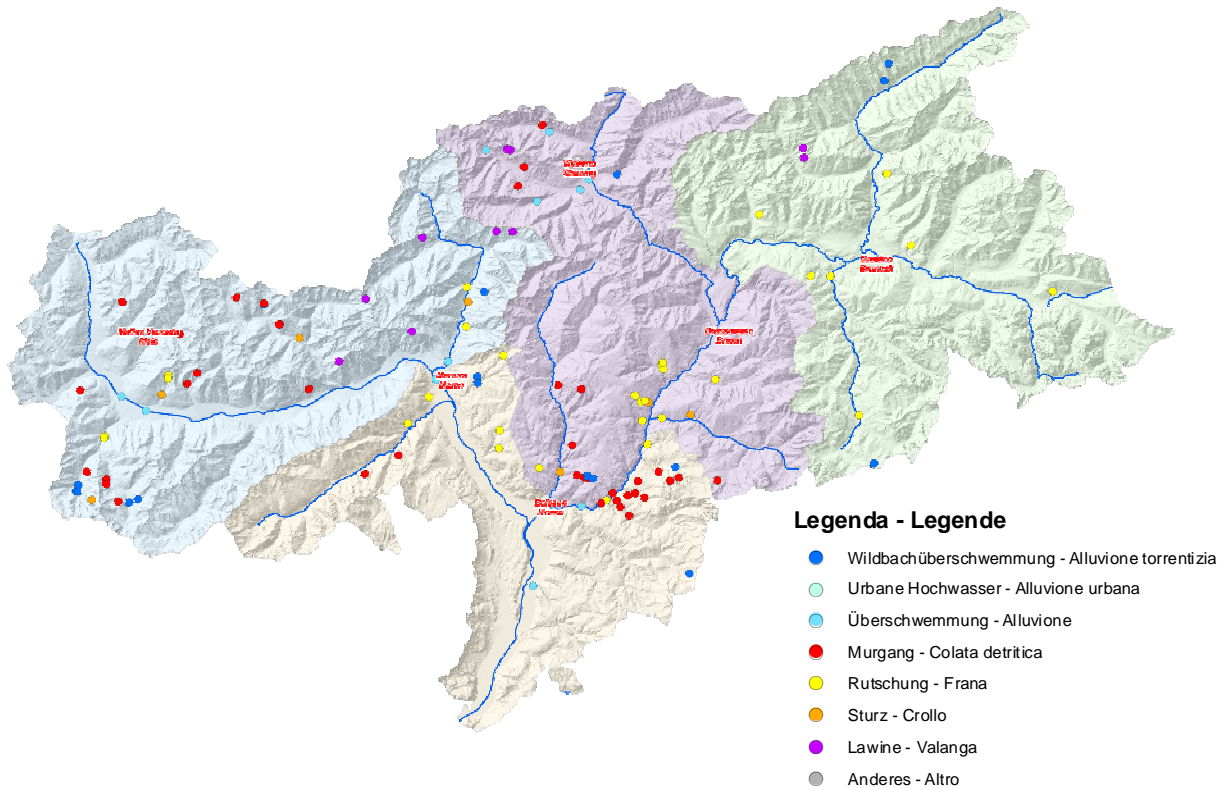 Meran
Legenda - Legende
Wildbachüberschwemmung - Alluvione torrentizia
Urbane Hochwasser - Alluvione urbana
Überschwemmung - Alluvione
Murgang - Colata detritica
Rutschung - Frana
Sturz - Crollo
Lawine - Valanga
Anderes - Altro